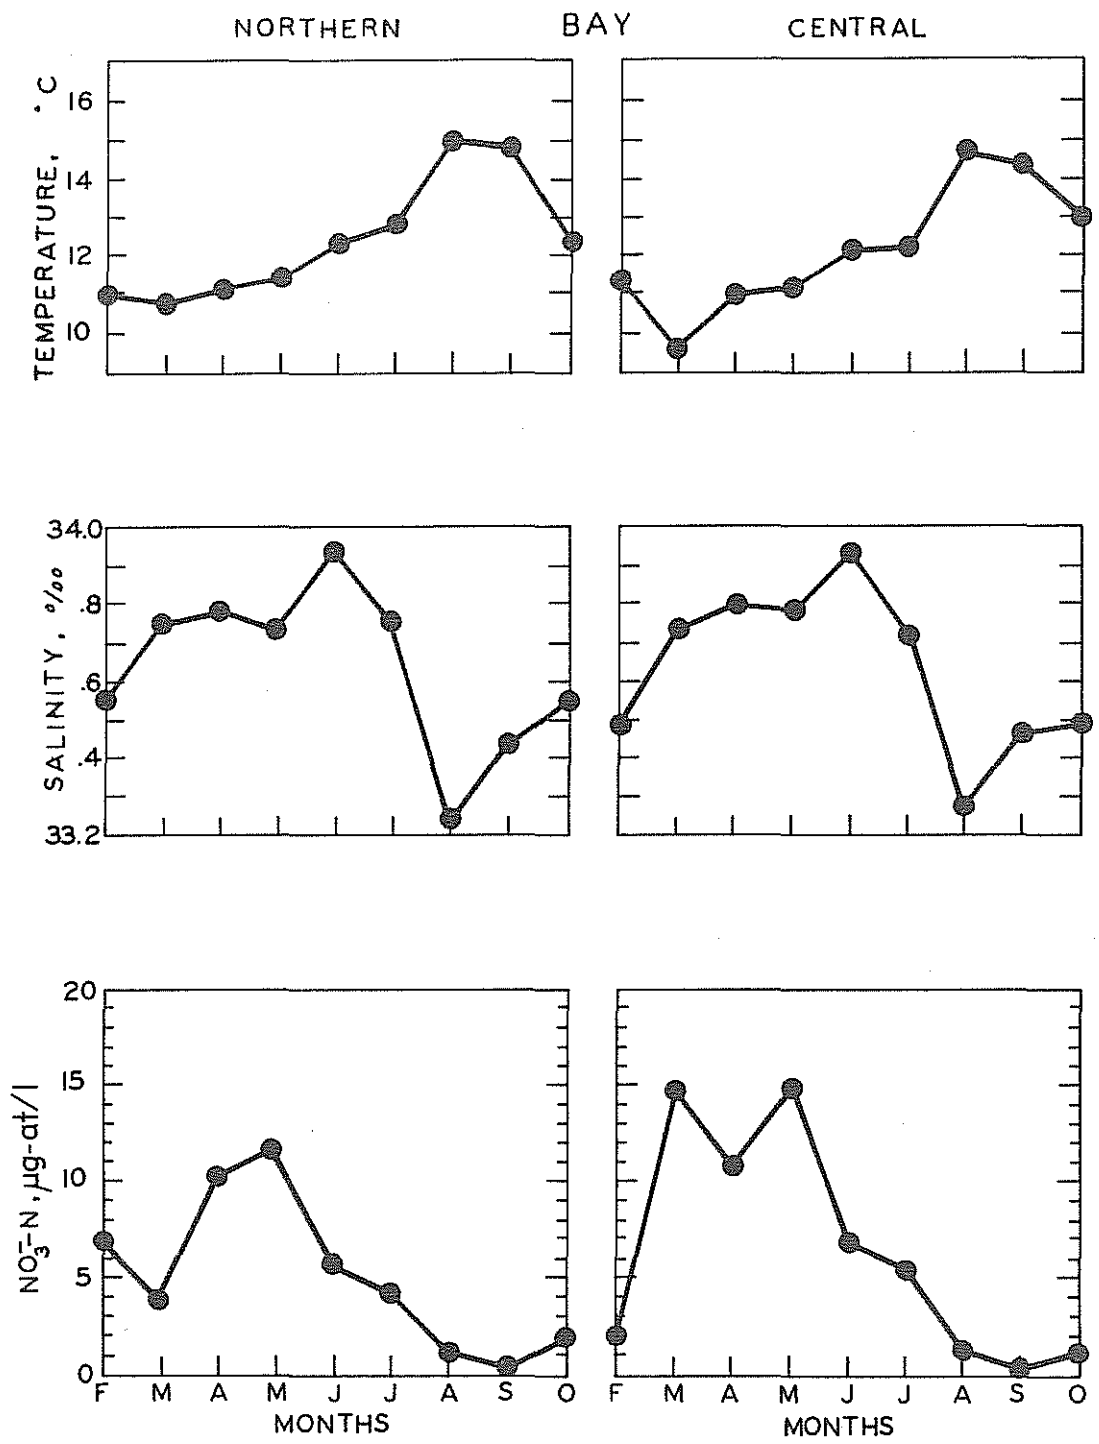 NORTHERN BAY CENTRAL
TEMPERATURE, °C
16
14
12
10
SALINITY, ‰
34.0
.8
.6
.4
33.2
NO₃⁻-N, µg-at/l
20
15
10
5
0
F M A M J J A S O
F M A M J J A S O
MONTHS
MONTHS